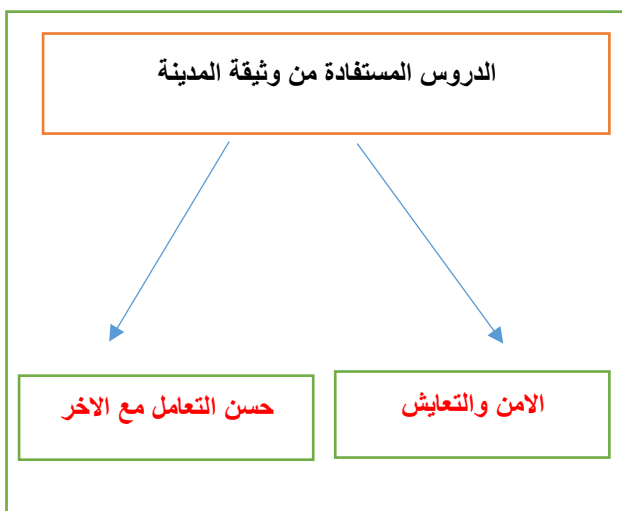 الدروس المستفادة من وثيقة المدينة
الامن والتعايش
حسن التعامل مع الاخر